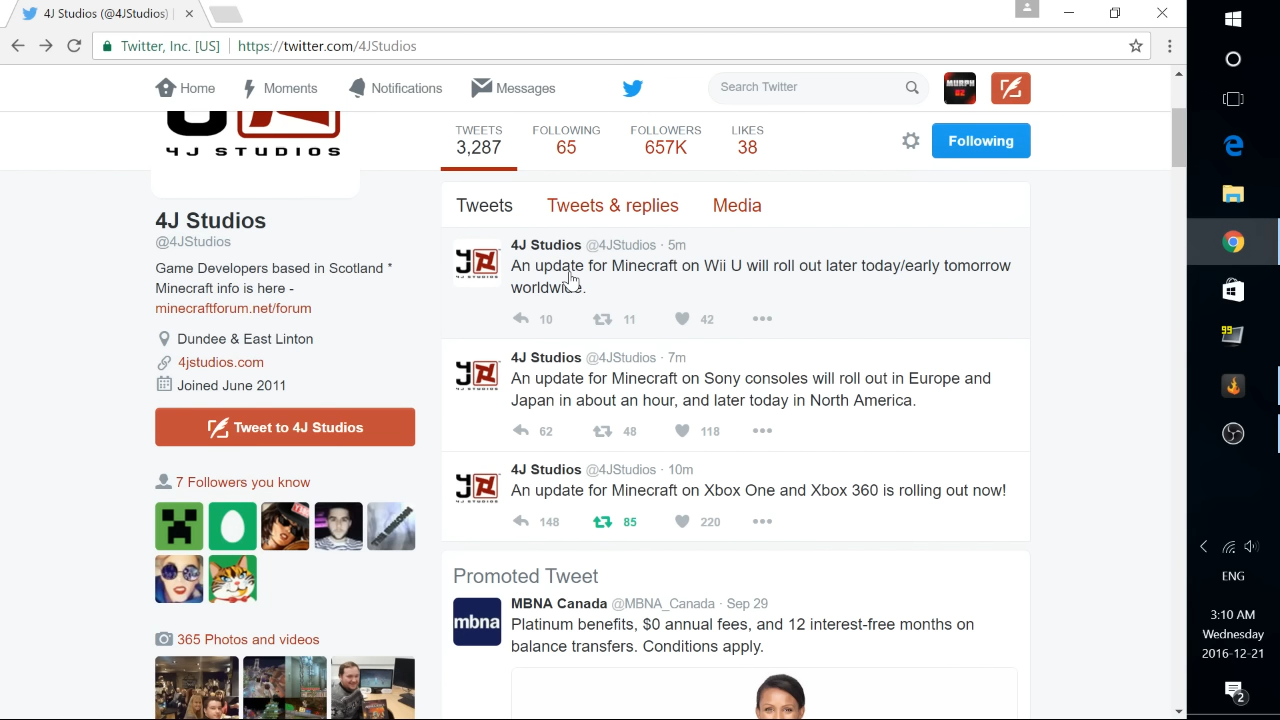 4J Studios (@4JStudios)
Twitter, Inc. [US] https://twitter.com/4JStudios
Home Moments Notifications Messages Search Twitter
MURPH
4J STUDIOS
TWEETS FOLLOWING FOLLOWERS LIKES
3,287 65 657K 38
Following
4J Studios
@4JStudios
Game Developers based in Scotland *
Minecraft info is here -
minecraftforum.net/forum
Dundee & East Linton
4jstudios.com
Joined June 2011
Tweet to 4J Studios
7 Followers you know
365 Photos and videos
Tweets Tweets & replies Media
4J Studios @4JStudios · 5m
An update for Minecraft on Wii U will roll out later today/early tomorrow
worldwide.
10 11 42
4J Studios @4JStudios · 7m
An update for Minecraft on Sony consoles will roll out in Europe and
Japan in about an hour, and later today in North America.
62 48 118
4J Studios @4JStudios · 10m
An update for Minecraft on Xbox One and Xbox 360 is rolling out now!
148 85 220
Promoted Tweet
mbna
MBNA Canada @MBNA_Canada · Sep 29
Platinum benefits, $0 annual fees, and 12 interest-free months on
balance transfers. Conditions apply.
99
ENG
3:10 AM
Wednesday
2016-12-21
2